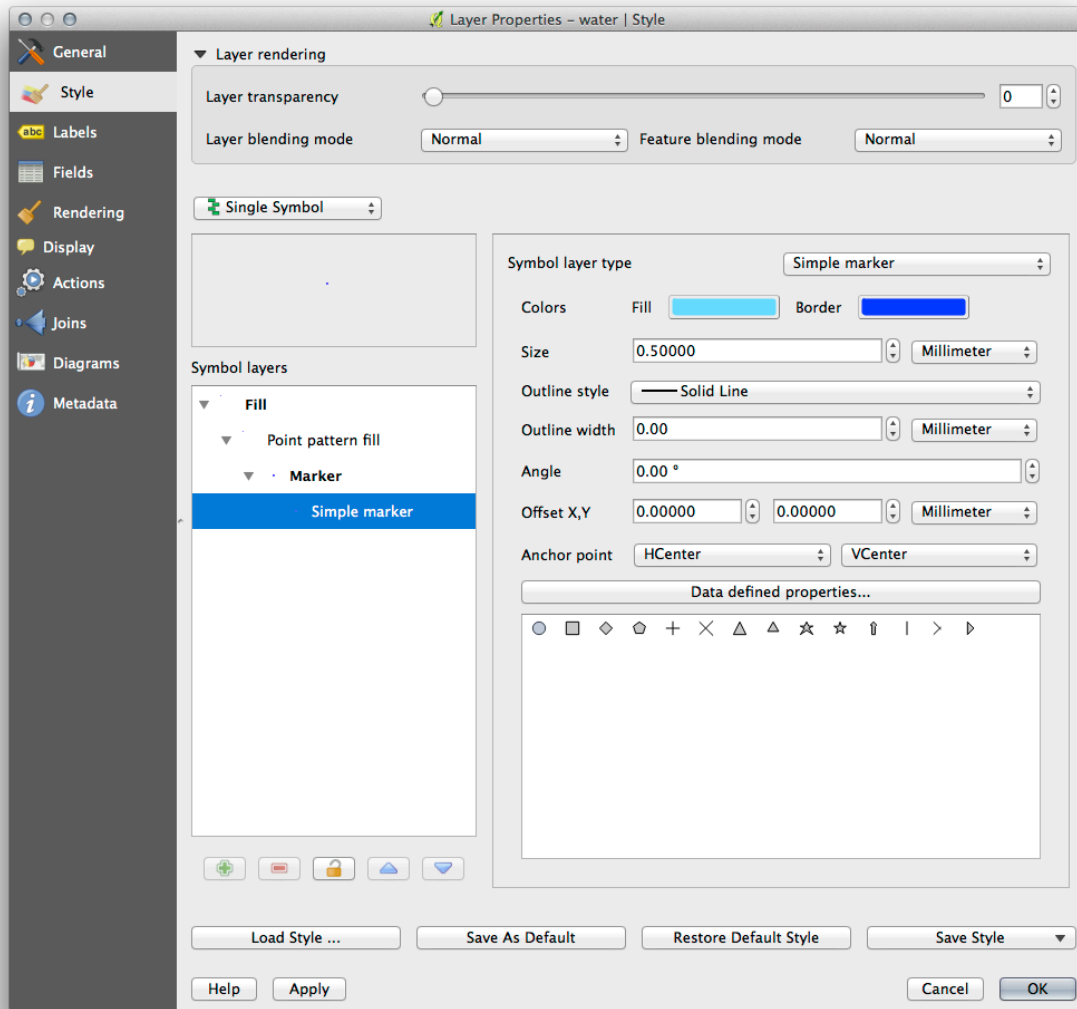 Layer Properties – water | Style
General
Style
abc Labels
Fields
Rendering
Display
Actions
Joins
Diagrams
Metadata
Layer rendering
Layer transparency 0
Layer blending mode Normal Feature blending mode Normal
Single Symbol
Symbol layers
Fill
Point pattern fill
Marker
Simple marker
Symbol layer type Simple marker
Colors Fill Border
Size 0.50000 Millimeter
Outline style Solid Line
Outline width 0.00 Millimeter
Angle 0.00 °
Offset X,Y 0.00000 0.00000 Millimeter
Anchor point HCenter VCenter
Data defined properties...
Load Style ... Save As Default Restore Default Style Save Style
Help Apply Cancel OK